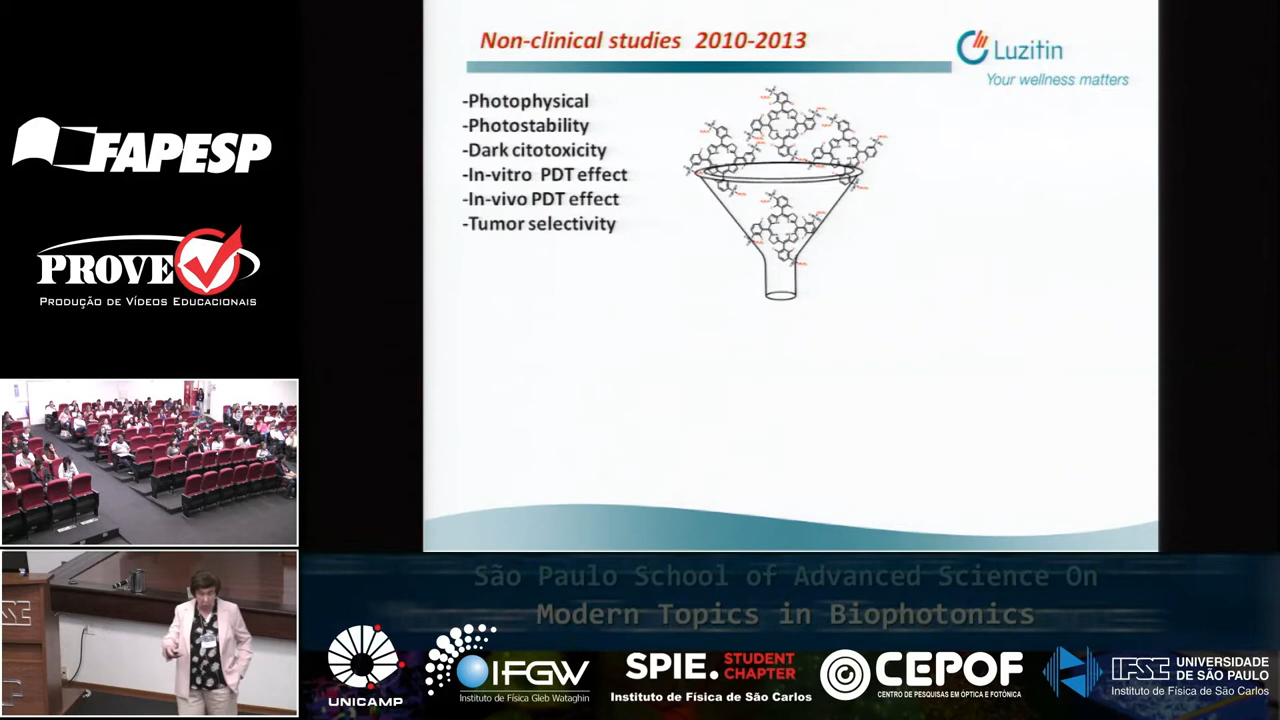 Non-clinical studies 2010-2013
Luzitin
Your wellness matters
-Photophysical
-Photostability
-Dark citotoxicity
-In-vitro PDT effect
-In-vivo PDT effect
-Tumor selectivity
FAPESP
PROVE
PRODUÇÃO DE VÍDEOS EDUCACIONAIS
São Paulo School of Advanced Science On
Modern Topics in Biophotonics
UNICAMP
IFGW
Instituto de Física Gleb Wataghin
SPIE. STUDENT
CHAPTER
Instituto de Física de São Carlos
CEPOF
CENTRO DE PESQUISAS EM ÓPTICA E FOTÔNICA
IFSC
UNIVERSIDADE
DE SÃO PAULO
Instituto de Física de São Carlos